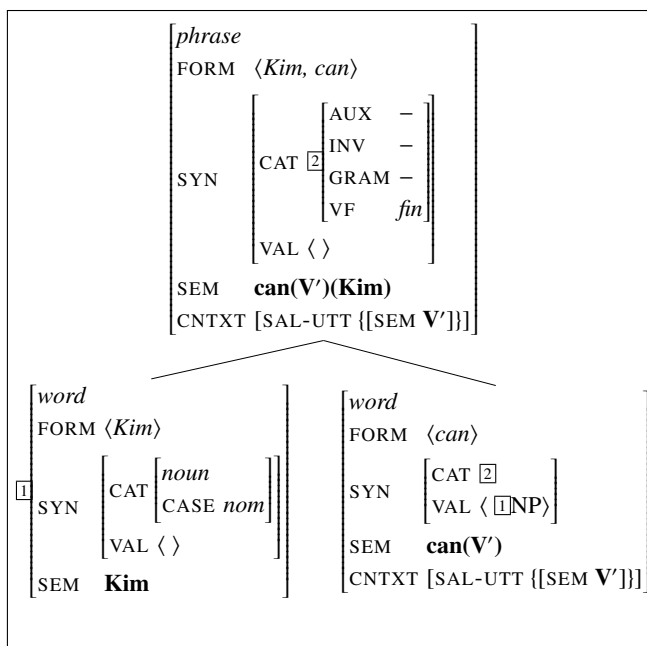 phrase
FORM ⟨Kim, can⟩
AUX −
INV −
CAT 2
GRAM −
SYN
VF fin
VAL ⟨ ⟩
SEM can(V′)(Kim)
CNTXT [SAL-UTT {[SEM V′]}]
word
FORM ⟨Kim⟩
noun
CAT
CASE nom
1
SYN
VAL ⟨ ⟩
SEM Kim
word
FORM ⟨can⟩
CAT 2
SYN
VAL ⟨ 1NP⟩
SEM can(V′)
CNTXT [SAL-UTT {[SEM V′]}]